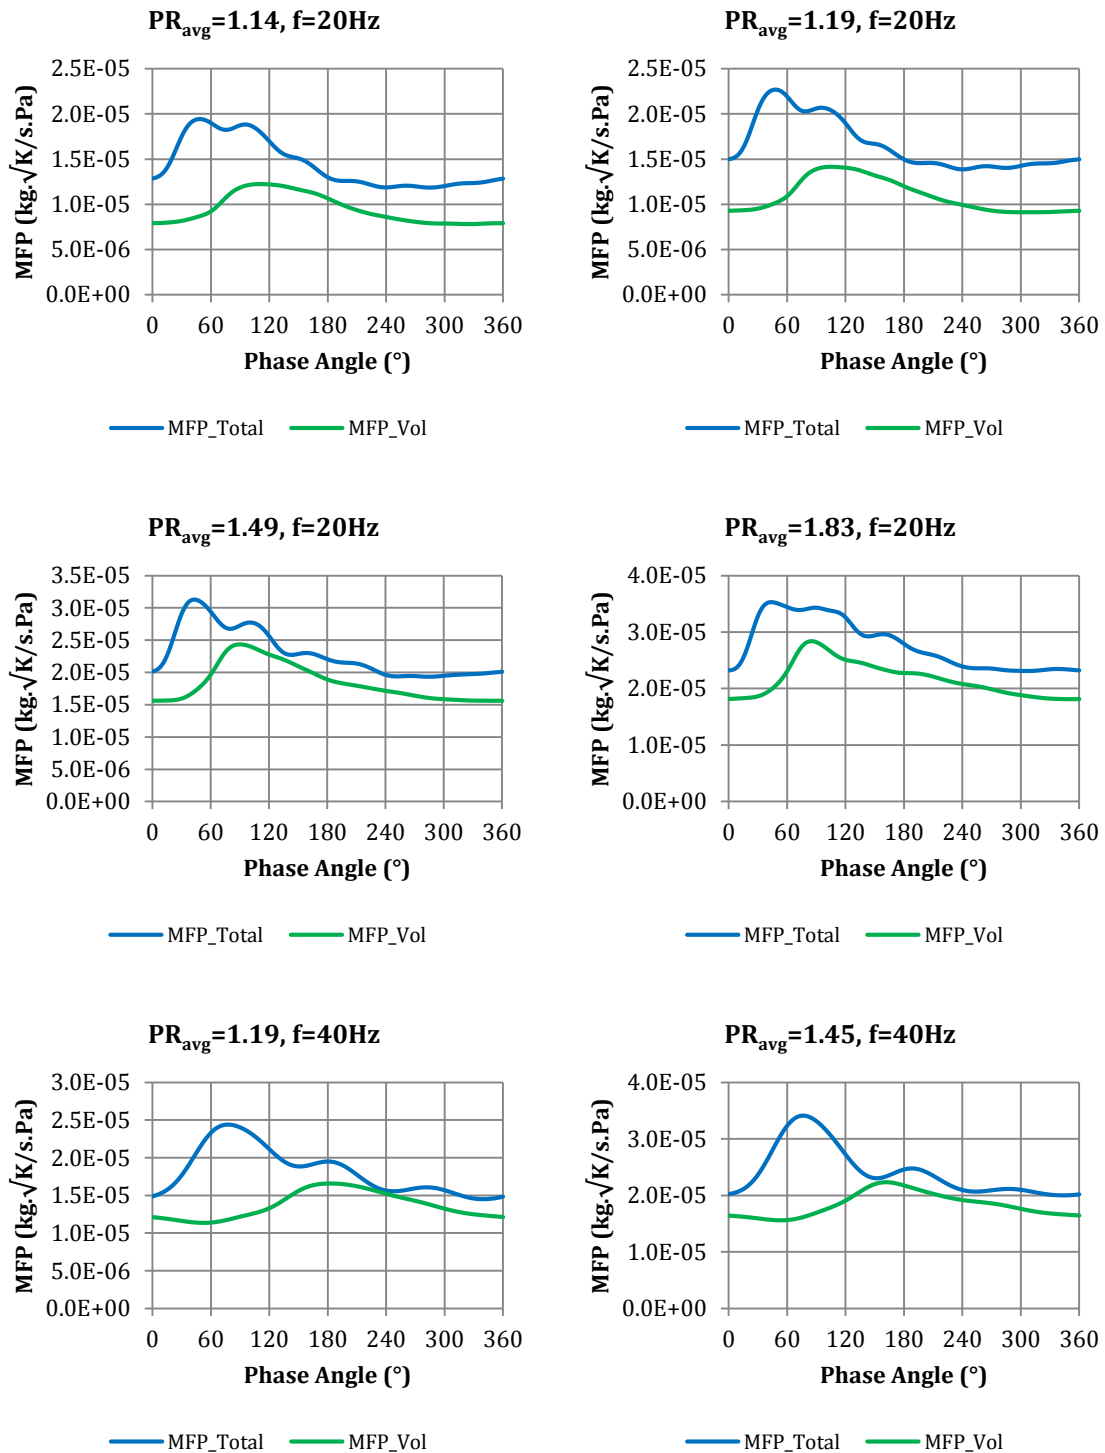 PRavg=1.14, f=20Hz
MFP (kg.√K/s.Pa)
2.5E-05
2.0E-05
1.5E-05
1.0E-05
5.0E-06
0.0E+00
0 60 120 180 240 300 360
Phase Angle (°)
MFP_Total MFP_Vol
PRavg=1.19, f=20Hz
MFP (kg.√K/s.Pa)
2.5E-05
2.0E-05
1.5E-05
1.0E-05
5.0E-06
0.0E+00
0 60 120 180 240 300 360
Phase Angle (°)
MFP_Total MFP_Vol
PRavg=1.49, f=20Hz
MFP (kg.√K/s.Pa)
3.5E-05
3.0E-05
2.5E-05
2.0E-05
1.5E-05
1.0E-05
5.0E-06
0.0E+00
0 60 120 180 240 300 360
Phase Angle (°)
MFP_Total MFP_Vol
PRavg=1.83, f=20Hz
MFP (kg.√K/s.Pa)
4.0E-05
3.0E-05
2.0E-05
1.0E-05
0.0E+00
0 60 120 180 240 300 360
Phase Angle (°)
MFP_Total MFP_Vol
PRavg=1.19, f=40Hz
MFP (kg.√K/s.Pa)
3.0E-05
2.5E-05
2.0E-05
1.5E-05
1.0E-05
5.0E-06
0.0E+00
0 60 120 180 240 300 360
Phase Angle (°)
MFP_Total MFP_Vol
PRavg=1.45, f=40Hz
MFP (kg.√K/s.Pa)
4.0E-05
3.0E-05
2.0E-05
1.0E-05
0.0E+00
0 60 120 180 240 300 360
Phase Angle (°)
MFP_Total MFP_Vol